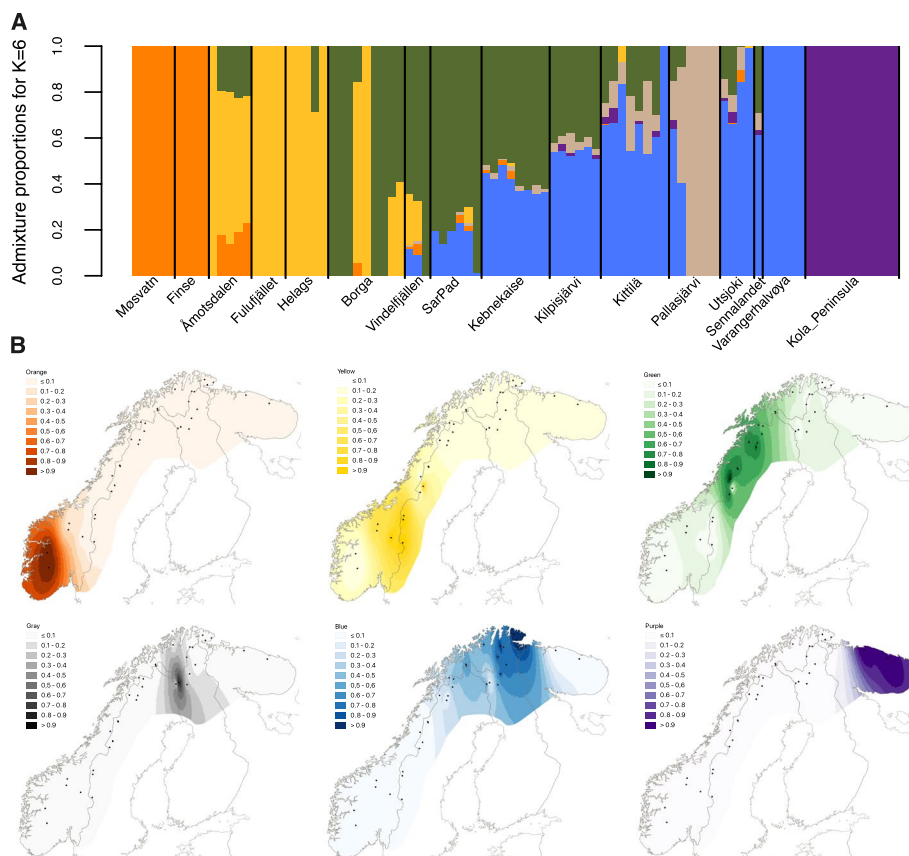 A
Admixture proportions for K=6
1.0
0.8
0.6
0.4
0.2
0.0
Møsvatn
Finse
Åmotsdalen
Fulufjället
Helags
Borga
Vindelfjällen
SarPad
Kebnekaise
Kilpisjärvi
Kittilä
Pallasjärvi
Utsjoki
Sennalandet
Varangerhalvøya
Kola_Peninsula
B
Orange
≤ 0.1
0.1 - 0.2
0.2 - 0.3
0.3 - 0.4
0.4 - 0.5
0.5 - 0.6
0.6 - 0.7
0.7 - 0.8
0.8 - 0.9
> 0.9
Yellow
≤ 0.1
0.1 - 0.2
0.2 - 0.3
0.3 - 0.4
0.4 - 0.5
0.5 - 0.6
0.6 - 0.7
0.7 - 0.8
0.8 - 0.9
> 0.9
Green
≤ 0.1
0.1 - 0.2
0.2 - 0.3
0.3 - 0.4
0.4 - 0.5
0.5 - 0.6
0.6 - 0.7
0.7 - 0.8
0.8 - 0.9
> 0.9
Gray
≤ 0.1
0.1 - 0.2
0.2 - 0.3
0.3 - 0.4
0.4 - 0.5
0.5 - 0.6
0.6 - 0.7
0.7 - 0.8
0.8 - 0.9
> 0.9
Blue
≤ 0.1
0.1 - 0.2
0.2 - 0.3
0.3 - 0.4
0.4 - 0.5
0.5 - 0.6
0.6 - 0.7
0.7 - 0.8
0.8 - 0.9
> 0.9
Purple
≤ 0.1
0.1 - 0.2
0.2 - 0.3
0.3 - 0.4
0.4 - 0.5
0.5 - 0.6
0.6 - 0.7
0.7 - 0.8
0.8 - 0.9
> 0.9